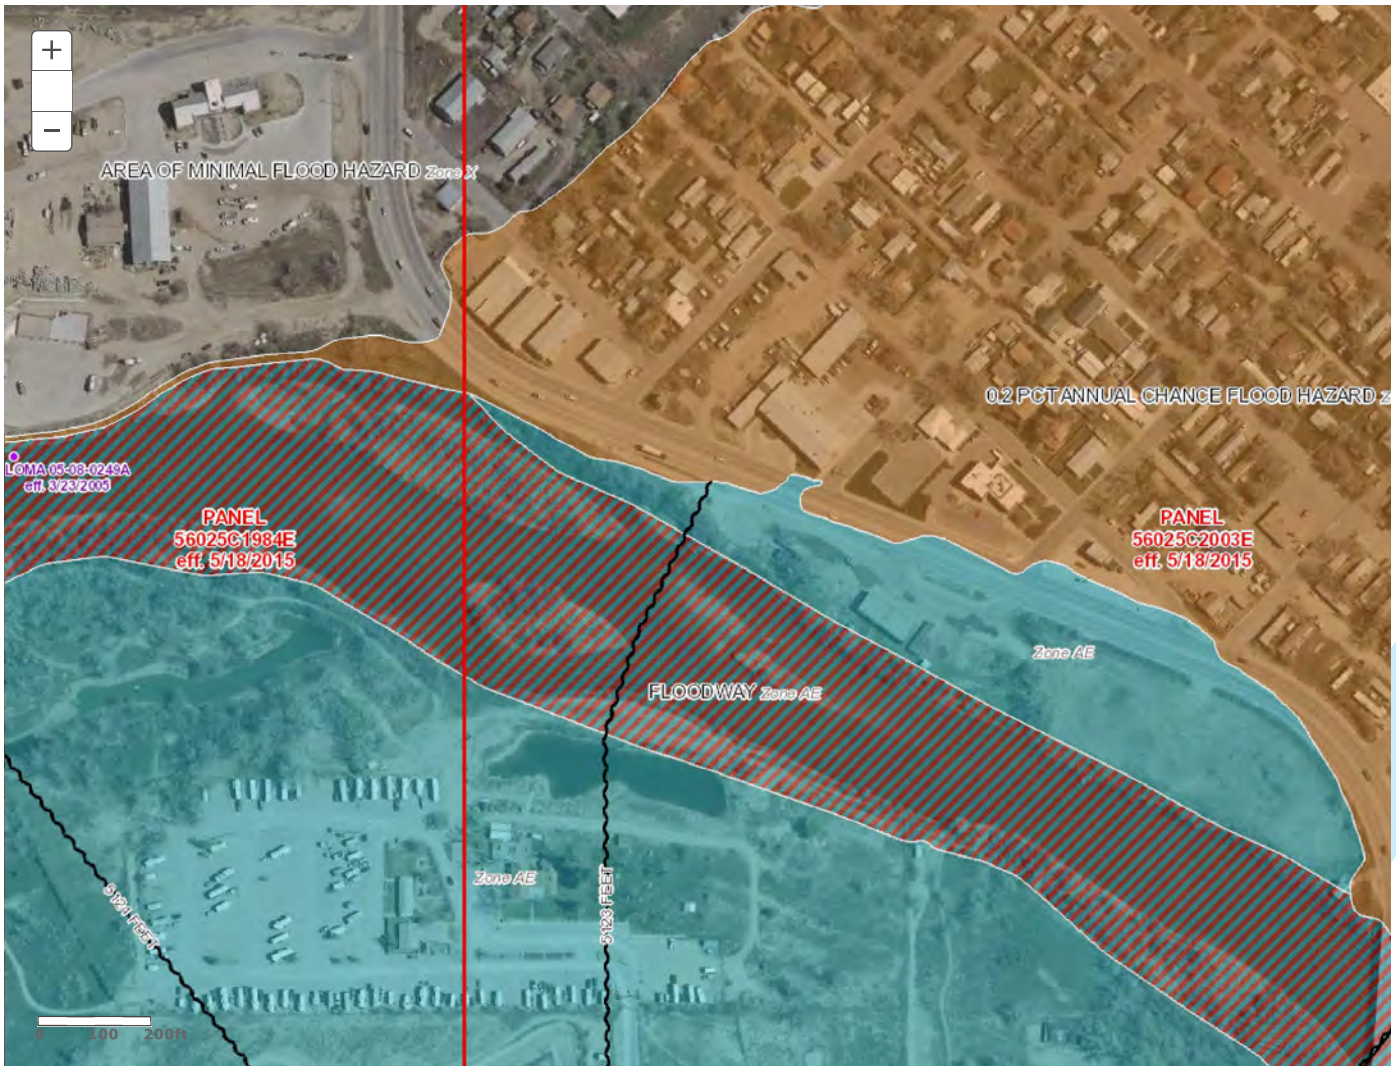 +
−
AREA OF MINIMAL FLOOD HAZARD Zone X
0.2 PCT ANNUAL CHANCE FLOOD HAZARD
LOMA 05-08-0249A
eff. 3/23/2005
PANEL
56025C1984E
eff. 5/18/2015
PANEL
56025C2003E
eff. 5/18/2015
Zone AE
FLOODWAY Zone AE
Zone AE
5123 FEET
FEET
0 100 200ft